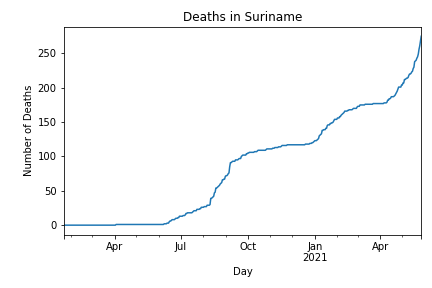 Deaths in Suriname
250
200
150
100
50
0
Number of Deaths
Apr
Jul
Oct
Jan
2021
Apr
Day